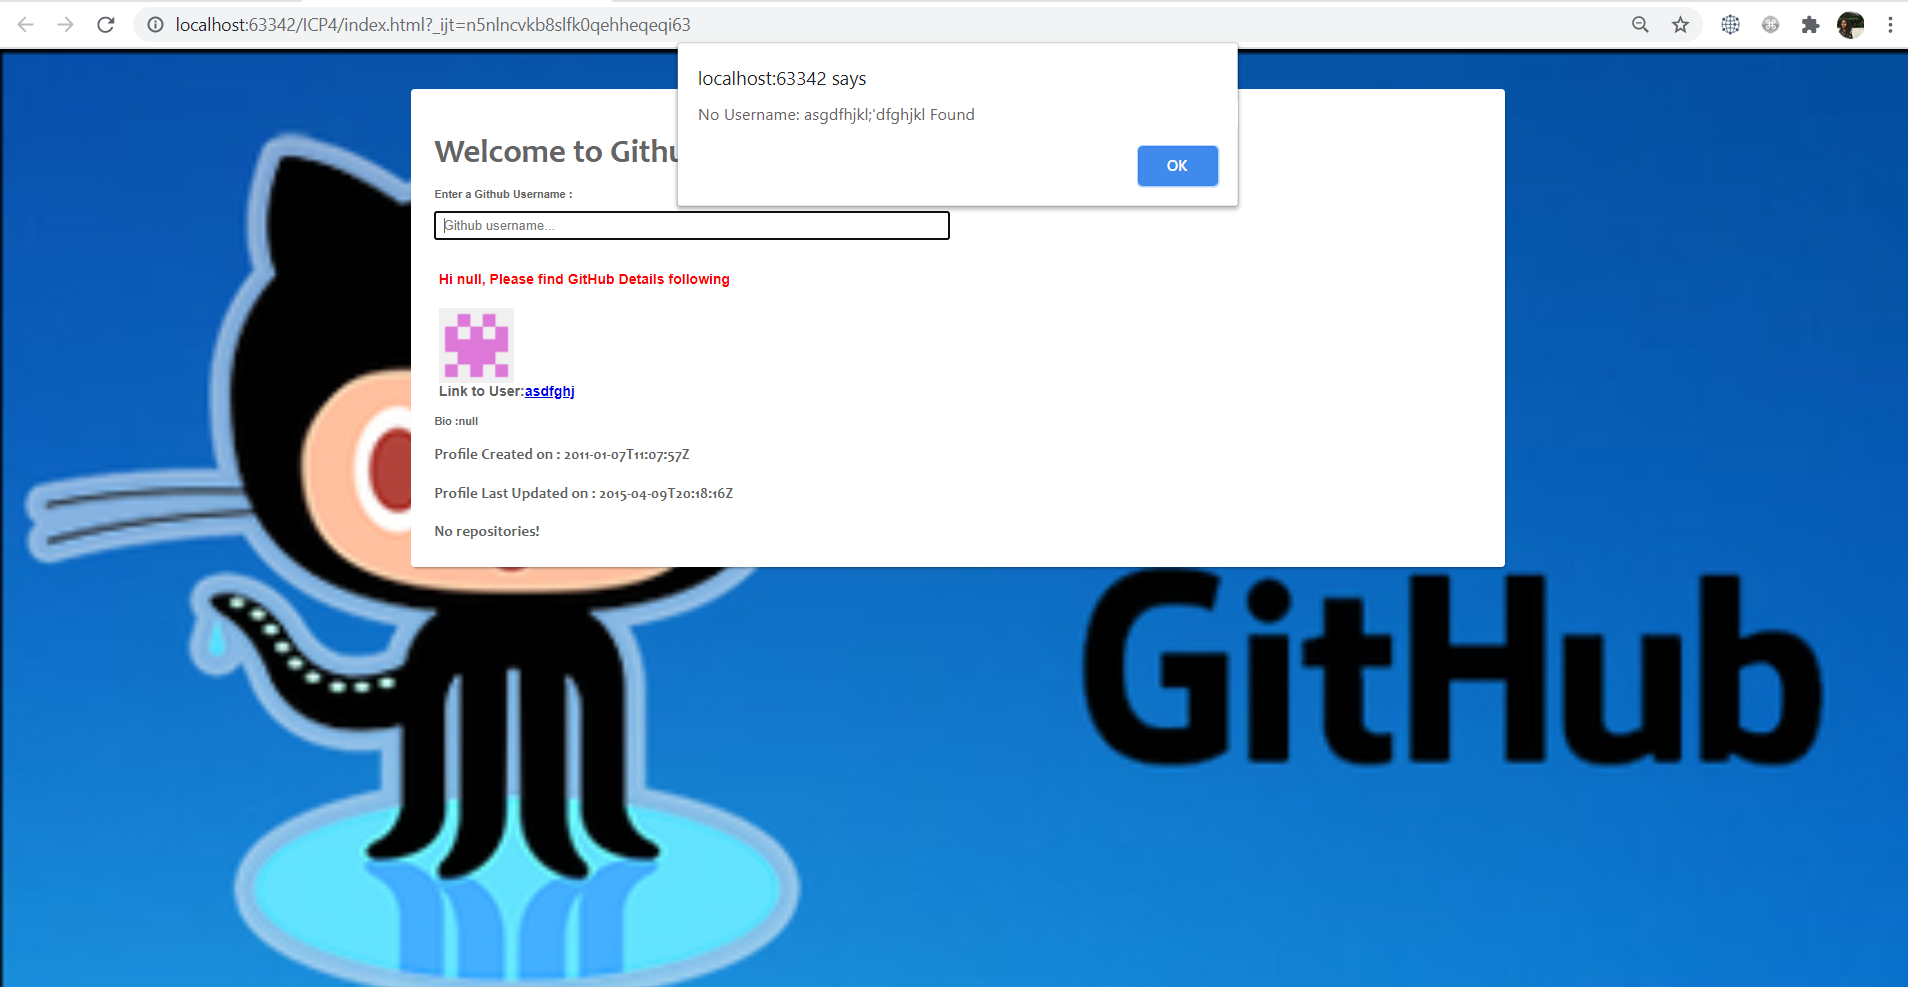 localhost:63342/ICP4/index.html?_ijt=n5nlncvkb8slfk0qehheqeqi63
localhost:63342 says
No Username: asgdfhjkl;'dfghjkl Found
OK
Welcome to Githu
Enter a Github Username :
Github username...
Hi null, Please find GitHub Details following
Link to User:asdfghj
Bio :null
Profile Created on : 2011-01-07T11:07:57Z
Profile Last Updated on : 2015-04-09T20:18:16Z
No repositories!
GitHub